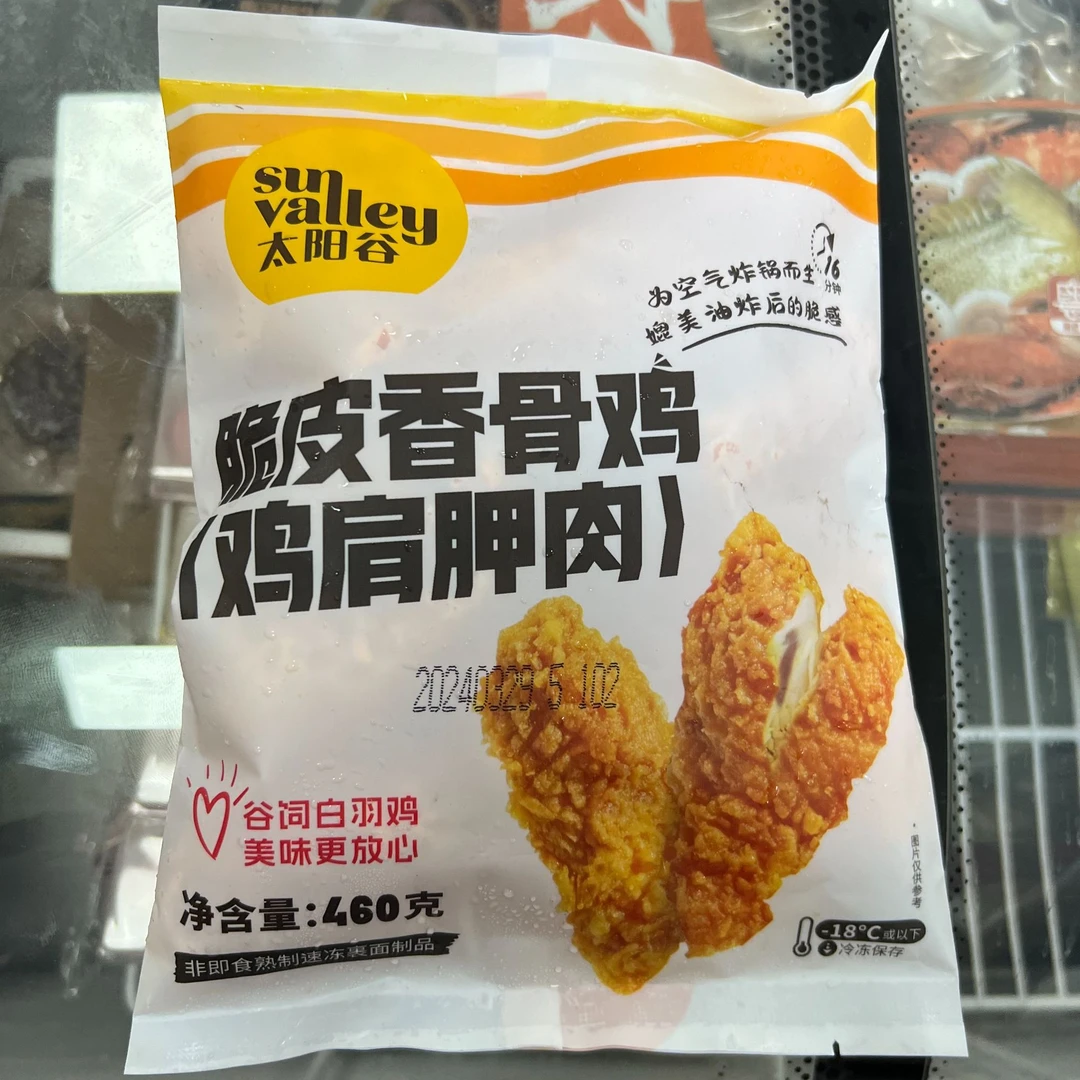 sun
valley
太阳谷
16
分钟
为空气炸锅而生
媲美油炸后的脆感
脆皮香骨鸡
(鸡肩胛肉)
20240329 5 102
谷饲白羽鸡
美味更放心
净含量:460克
非即食熟制速冻裹面制品
·图片仅供参考
-18°C或以下
冷冻保存